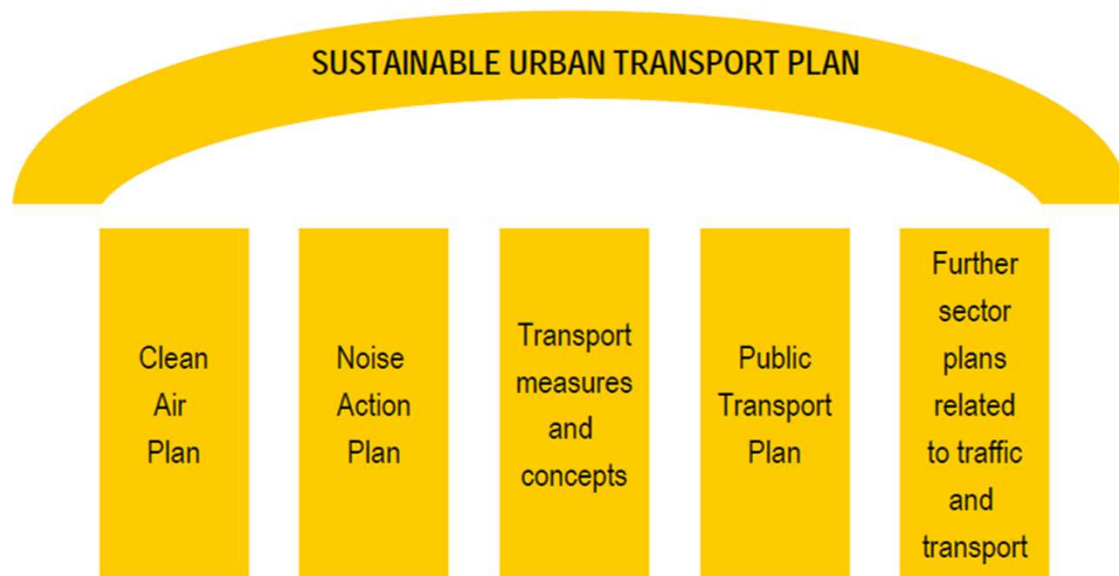 SUSTAINABLE URBAN TRANSPORT PLAN
Clean
Air
Plan
Noise
Action
Plan
Transport
measures
and
concepts
Public
Transport
Plan
Further
sector
plans
related
to traffic
and
transport